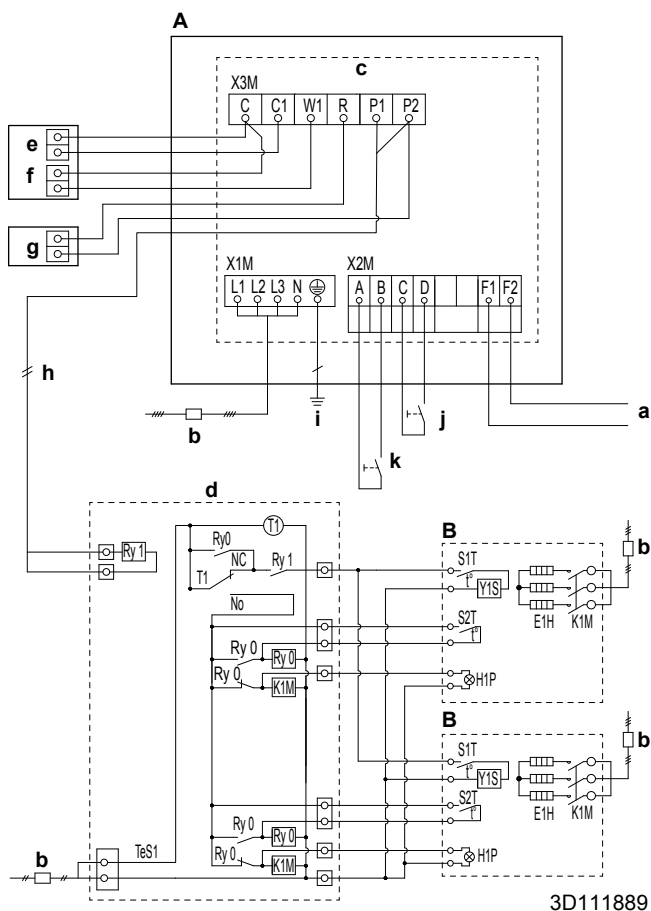 A
c
X3M
C C1 W1 R P1 P2
e
f
g
X1M
L1 L2 L3 N
X2M
A B C D F1 F2
h
b
i
j
k
a
d
T1
Ry0
NC
T1
Ry 1
Ry 1
No
Ry 0
Ry 0
Ry 0
K1M
Ry 0
Ry 0
Ry 0
K1M
TeS1
b
B
S1T
t°
Y1S
E1H
K1M
S2T
t°
H1P
b
B
S1T
t°
Y1S
E1H
K1M
S2T
t°
H1P
b
3D111889